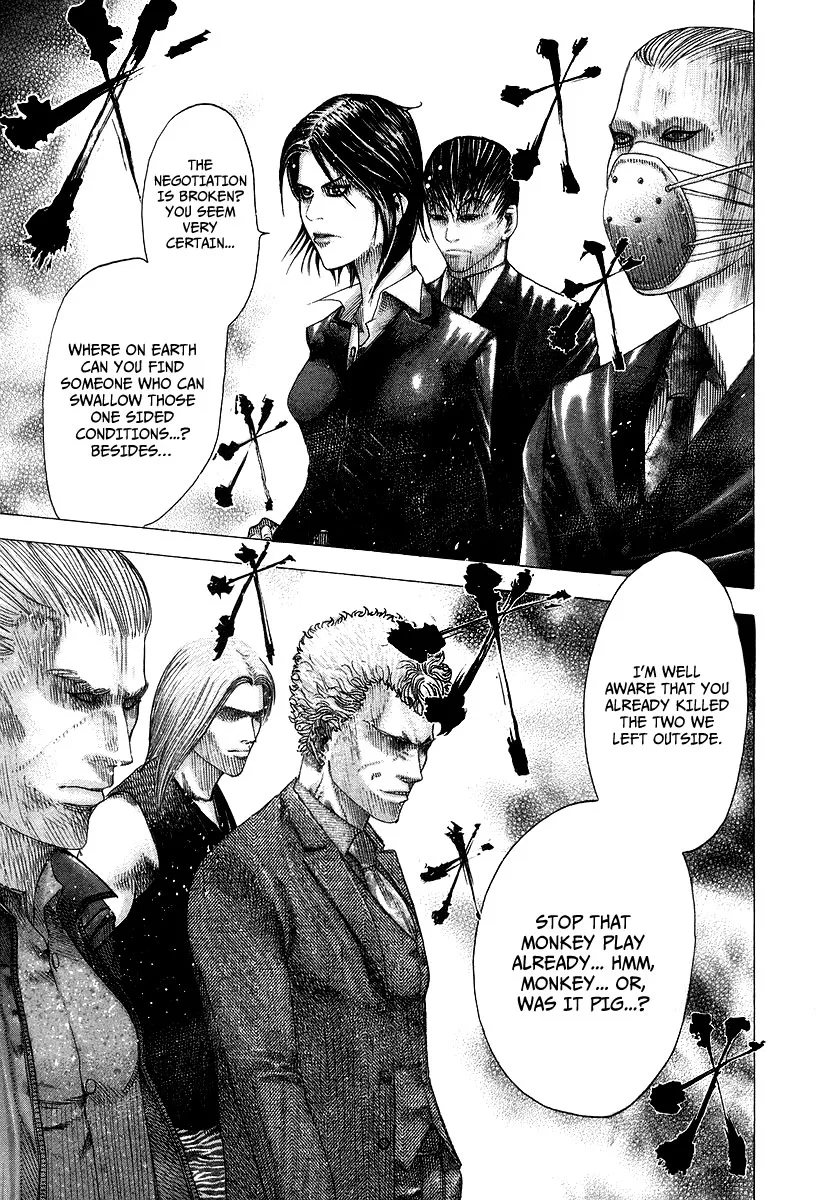 THE
NEGOTIATION
IS BROKEN?
YOU SEEM
VERY
CERTAIN...
WHERE ON EARTH
CAN YOU FIND
SOMEONE WHO CAN
SWALLOW THOSE
ONE SIDED
CONDITIONS...?
BESIDES...
I'M WELL
AWARE THAT YOU
ALREADY KILLED
THE TWO WE
LEFT OUTSIDE.
STOP THAT
MONKEY PLAY
ALREADY... HMM,
MONKEY... OR,
WAS IT PIG...?